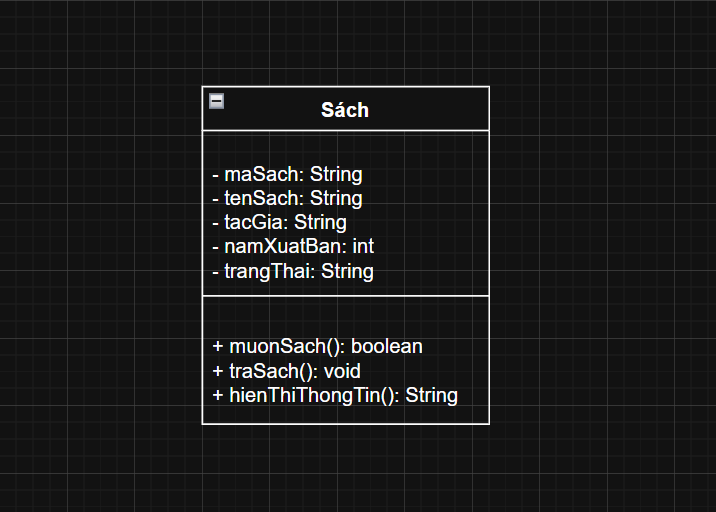 Sách
- maSach: String
- tenSach: String
- tacGia: String
- namXuatBan: int
- trangThai: String
+ muonSach(): boolean
+ traSach(): void
+ hienThiThongTin(): String